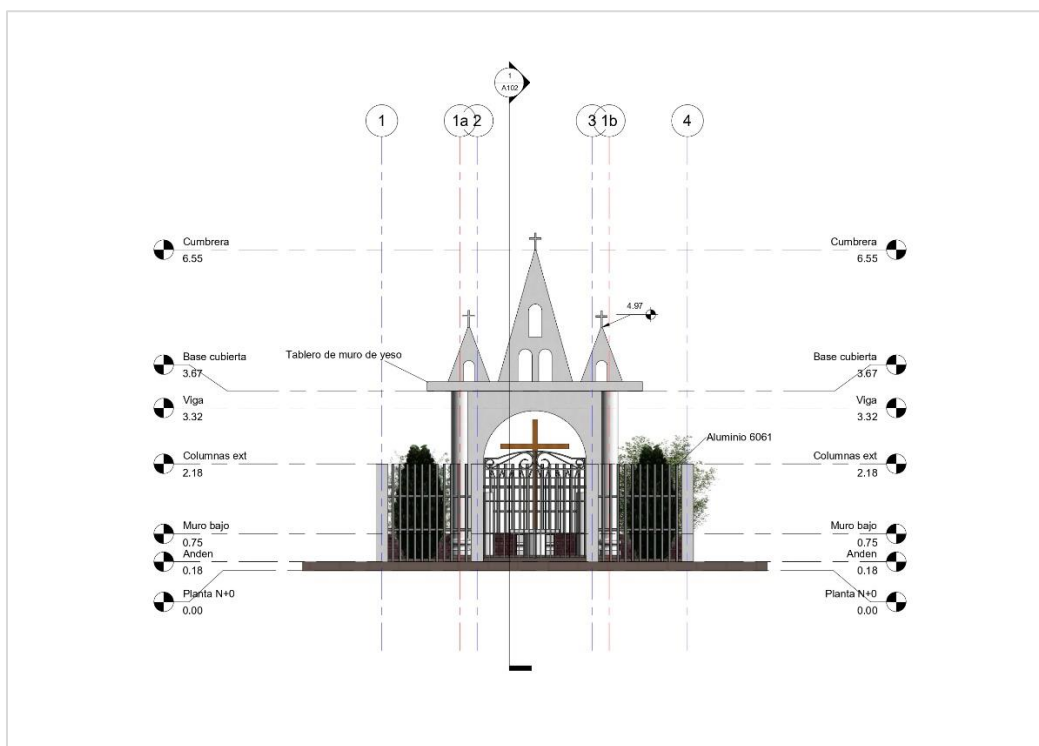 1
A102
1
1a
2
3
1b
4
Cumbrera
6.55
Cumbrera
6.55
4.97
Tablero de muro de yeso
Base cubierta
3.67
Base cubierta
3.67
Viga
3.32
Viga
3.32
Aluminio 6061
Columnas ext
2.18
Columnas ext
2.18
Muro bajo
0.75
Muro bajo
0.75
Anden
0.18
Anden
0.18
Planta N+0
0.00
Planta N+0
0.00